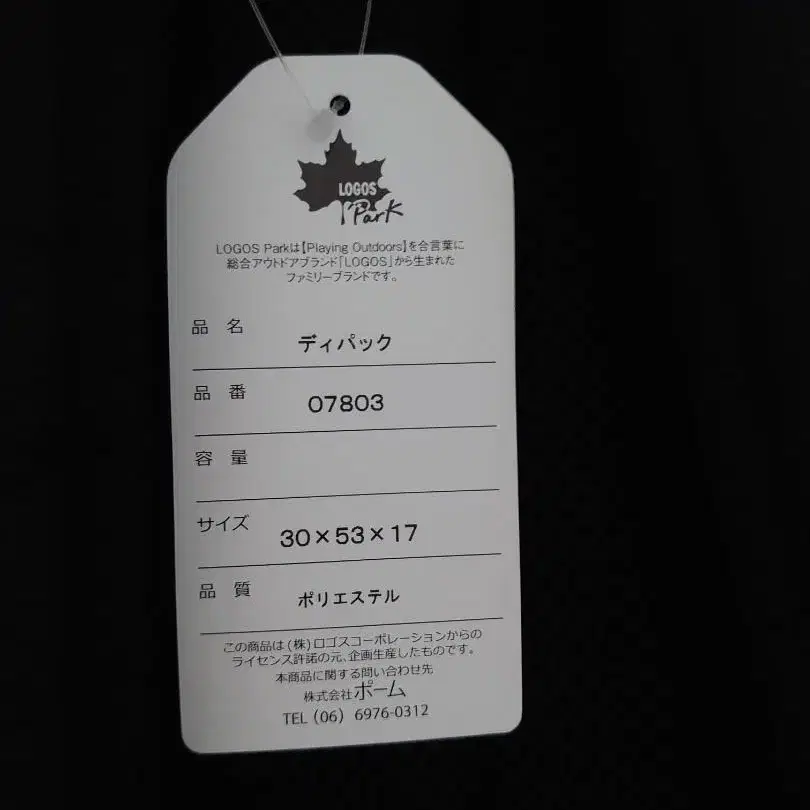 LOGOS
Park
LOGOS Parkは【Playing Outdoors】を合言葉に
総合アウトドアブランド「LOGOS」から生まれた
ファミリーブランドです。
品 名 ディパック
品 番 07803
容 量
サイズ 30×53×17
品 質 ポリエステル
この商品は(株)ロゴスコーポレーションからの
ライセンス許諾の元、企画生産したものです。
本商品に関する問い合わせ先
株式会社ポーム
TEL (06) 6976-0312